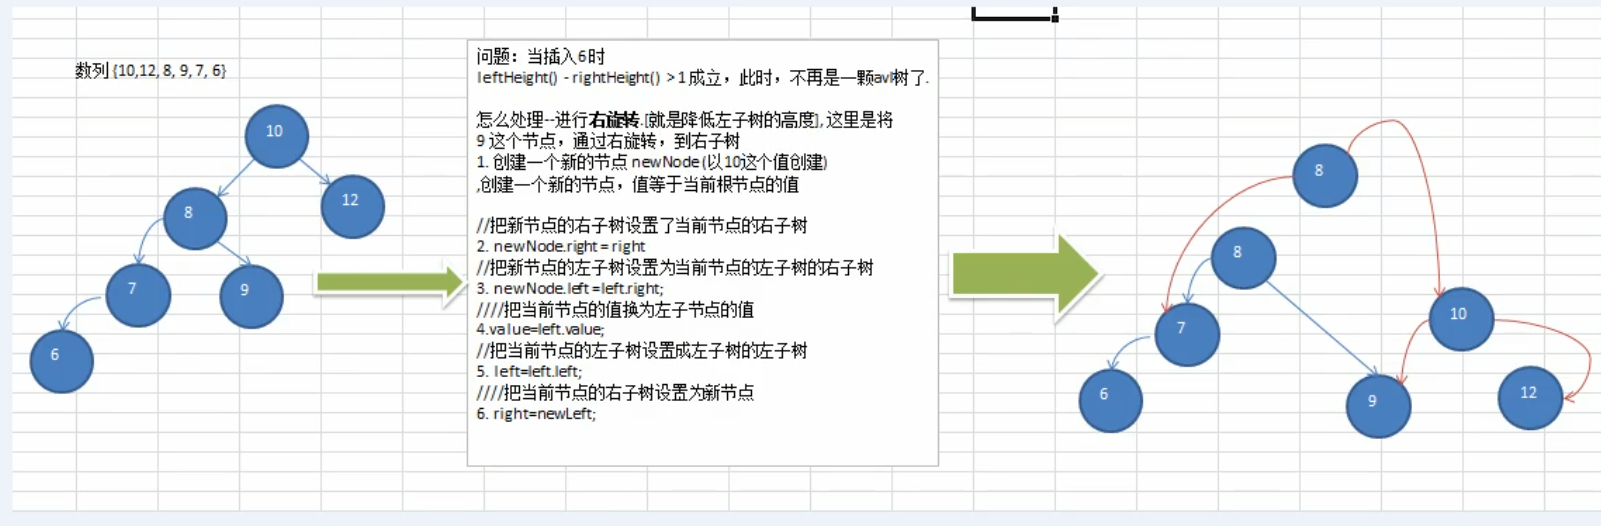 数列 {10,12, 8, 9, 7, 6}
10
8
12
7
9
6
问题：当插入6时
leftHeight() - rightHeight() > 1 成立，此时，不再是一颗avl树了.
怎么处理--进行右旋转.[就是降低左子树的高度], 这里是将
9 这个节点，通过右旋转，到右子树
1. 创建一个新的节点 newNode (以10这个值创建)
,创建一个新的节点，值等于当前根节点的值
//把新节点的右子树设置了当前节点的右子树
2. newNode.right = right
//把新节点的左子树设置为当前节点的左子树的右子树
3. newNode.left =left.right;
////把当前节点的值换为左子节点的值
4.value=left.value;
//把当前节点的左子树设置成左子树的左子树
5. left=left.left;
////把当前节点的右子树设置为新节点
6. right=newLeft;
8
8
7
10
6
9
12